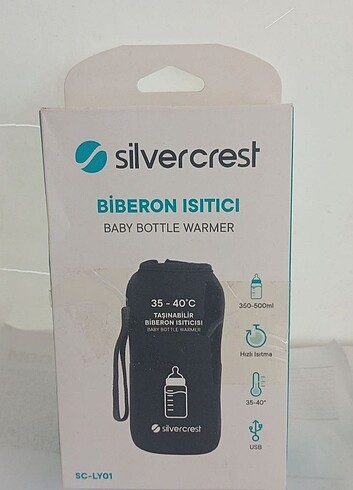 silvercrest
BİBERON ISITICI
BABY BOTTLE WARMER
35 - 40°C
TAŞINABİLİR
BİBERON ISITICISI
BABY BOTTLE WARMER
silvercrest
350-500ml
Hızlı Isıtma
35-40°
USB
SC-LY01